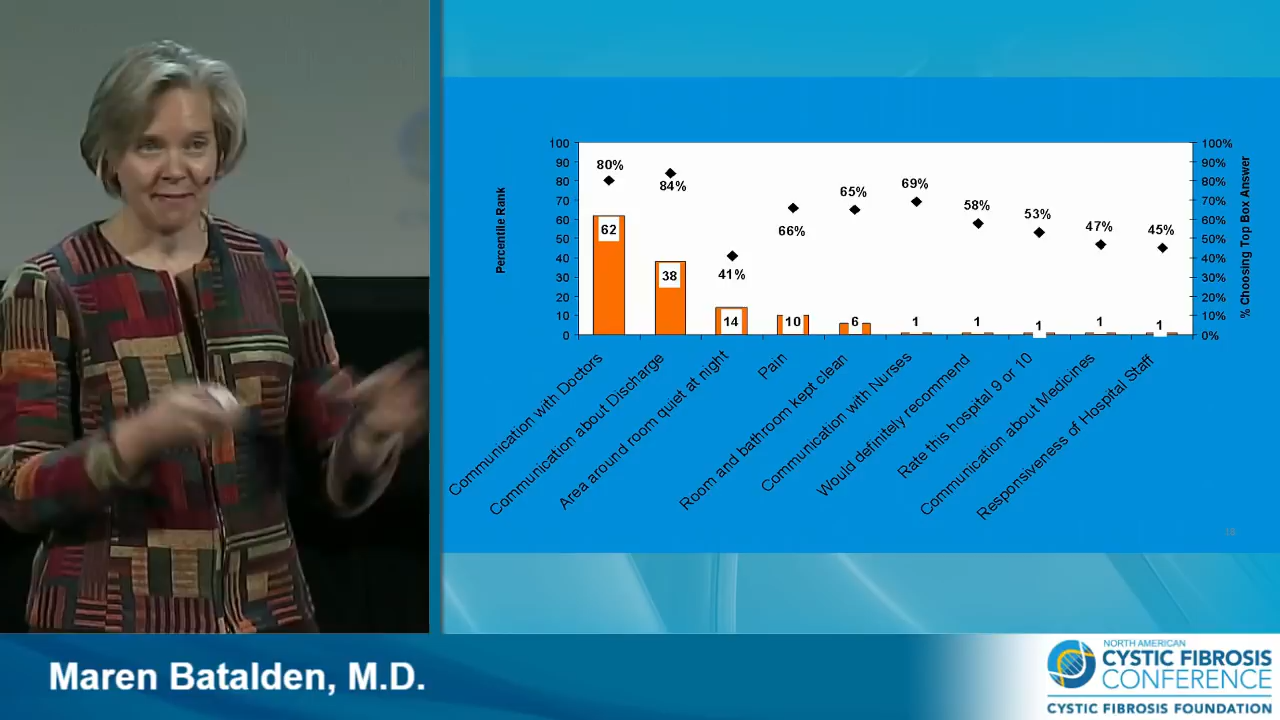 100
90
80
70
60
50
40
30
20
10
0
Percentile Rank
80%
84%
41%
66%
65%
69%
58%
53%
47%
45%
62
38
14
10
6
1
1
1
1
1
100%
90%
80%
70%
60%
50%
40%
30%
20%
10%
0%
% Choosing Top Box Answer
Communication with Doctors
Communication about Discharge
Area around room quiet at night
Pain
Room and bathroom kept clean
Communication with Nurses
Would definitely recommend
Rate this hospital 9 or 10
Communication about Medicines
Responsiveness of Hospital Staff
Maren Batalden, M.D.
NORTH AMERICAN
CYSTIC FIBROSIS
CONFERENCE
CYSTIC FIBROSIS FOUNDATION